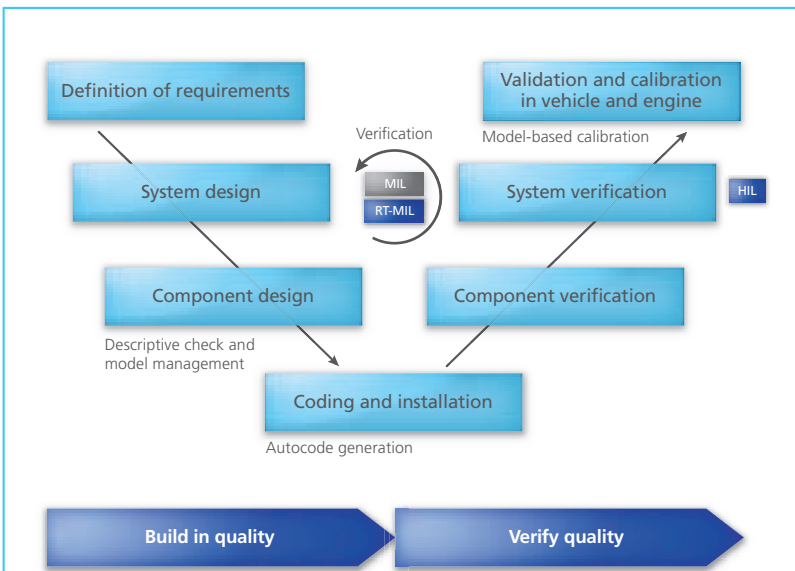 Definition of requirements
Validation and calibration
in vehicle and engine
Verification
Model-based calibration
System design
MIL
RT-MIL
System verification
HIL
Component design
Component verification
Descriptive check and
model management
Coding and installation
Autocode generation
Build in quality
Verify quality